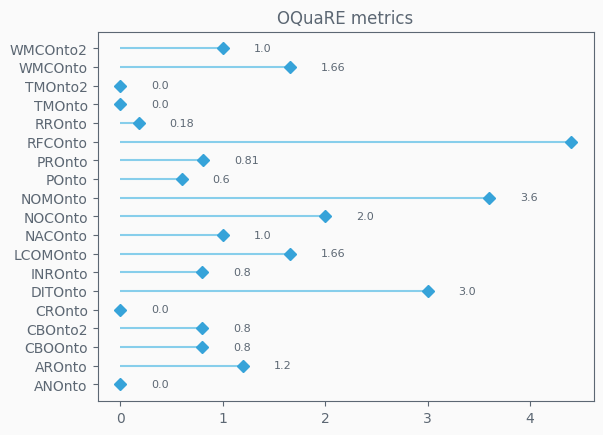 OQuaRE metrics
WMCOnto2 1.0
WMCOnto 1.66
TMOnto2 0.0
TMOnto 0.0
RROnto 0.18
RFCOnto
PROnto 0.81
POnto 0.6
NOMOnto 3.6
NOCOnto 2.0
NACOnto 1.0
LCOMOnto 1.66
INROnto 0.8
DITOnto 3.0
CROnto 0.0
CBOnto2 0.8
CBOOnto 0.8
AROnto 1.2
ANOnto 0.0
0 1 2 3 4